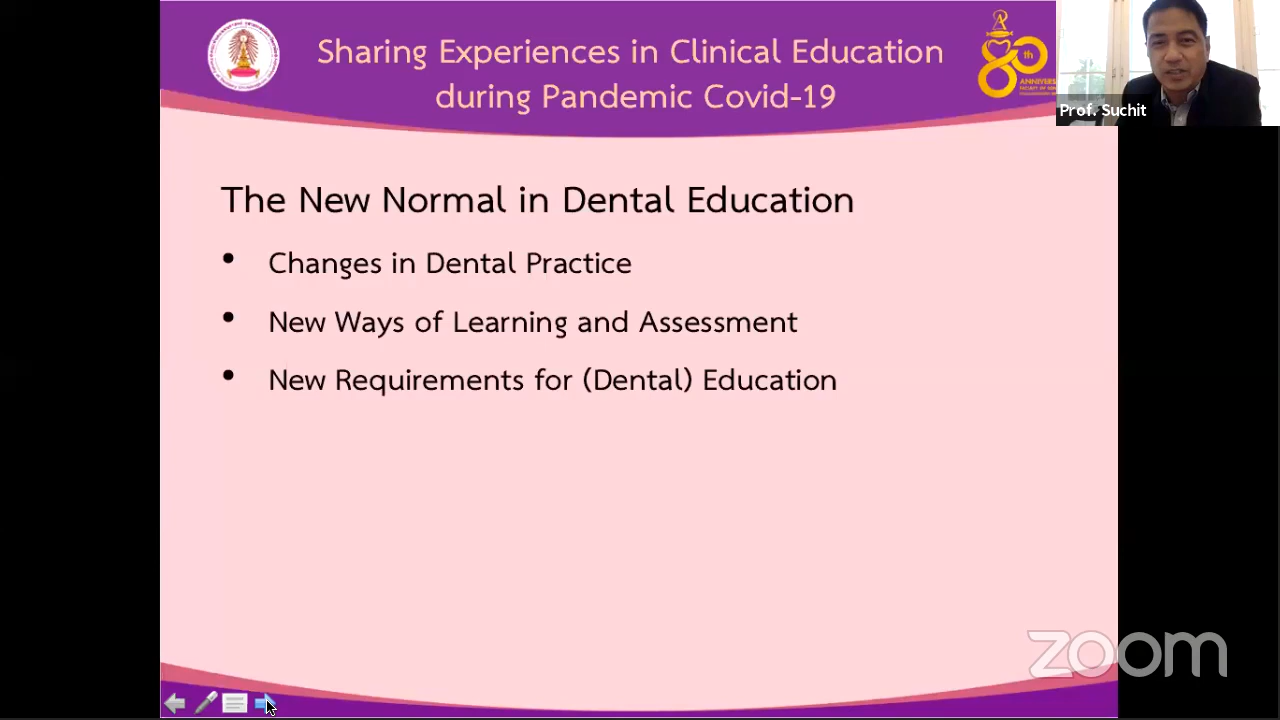 Sharing Experiences in Clinical Education
during Pandemic Covid-19
80th
Prof. Suchit
The New Normal in Dental Education
• Changes in Dental Practice
• New Ways of Learning and Assessment
• New Requirements for (Dental) Education
zoom